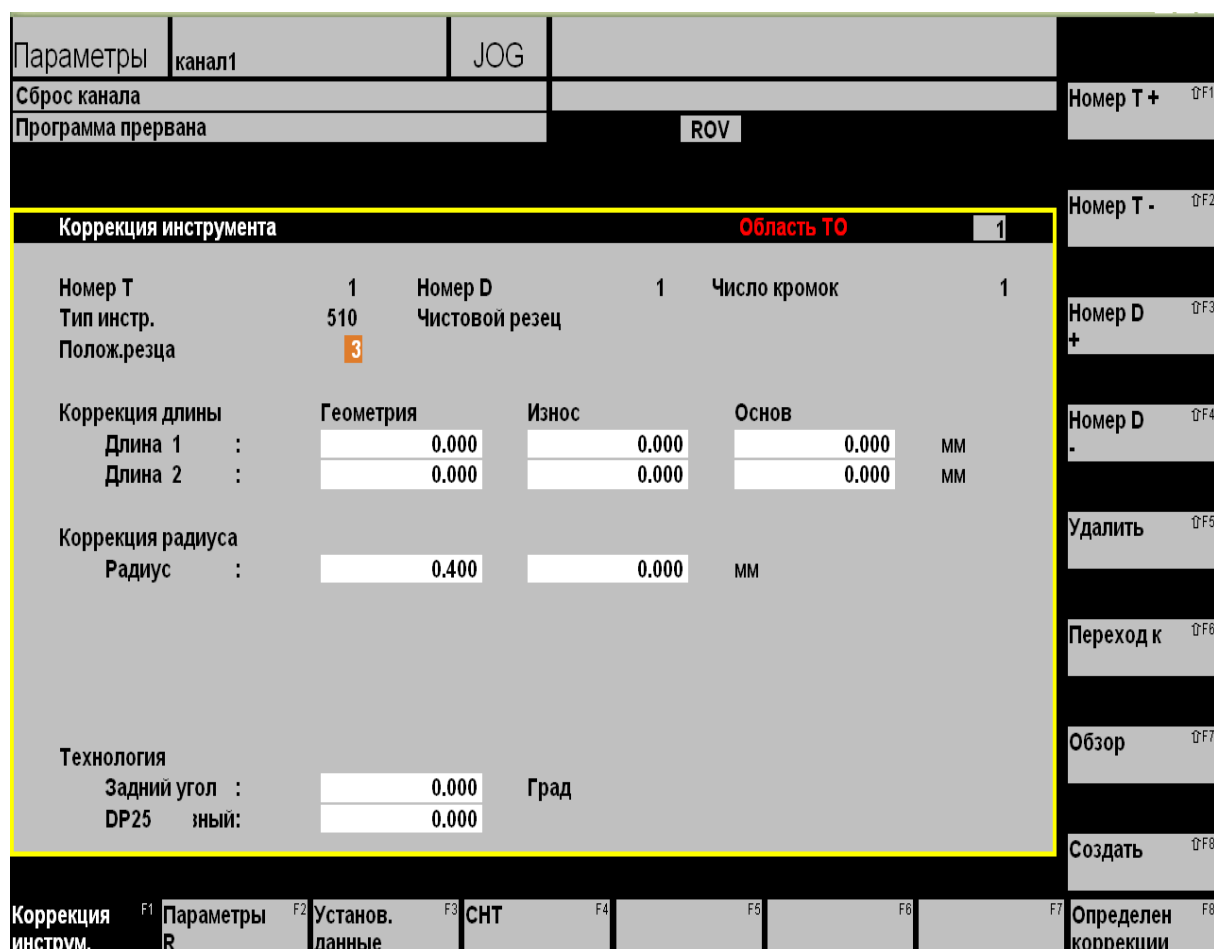 Параметры канал1 JOG
Сброс канала
Программа прервана ROV
Коррекция инструмента Область ТО 1
Номер T 1 Номер D 1 Число кромок 1
Тип инстр. 510 Чистовой резец
Полож.резца 3
Коррекция длины Геометрия Износ Основ
Длина 1 : 0.000 0.000 0.000 мм
Длина 2 : 0.000 0.000 0.000 мм
Коррекция радиуса
Радиус : 0.400 0.000 мм
Технология
Задний угол : 0.000 Град
DP25 зный: 0.000
Номер T + ⇧F1
Номер T - ⇧F2
Номер D ⇧F3
+
Номер D ⇧F4
-
Удалить ⇧F5
Переход к ⇧F6
Обзор ⇧F7
Создать ⇧F8
Коррекция F1 Параметры F2 Установ. F3 СНТ F4 F5 F6 F7 Определен F8
инструм. R данные коррекции